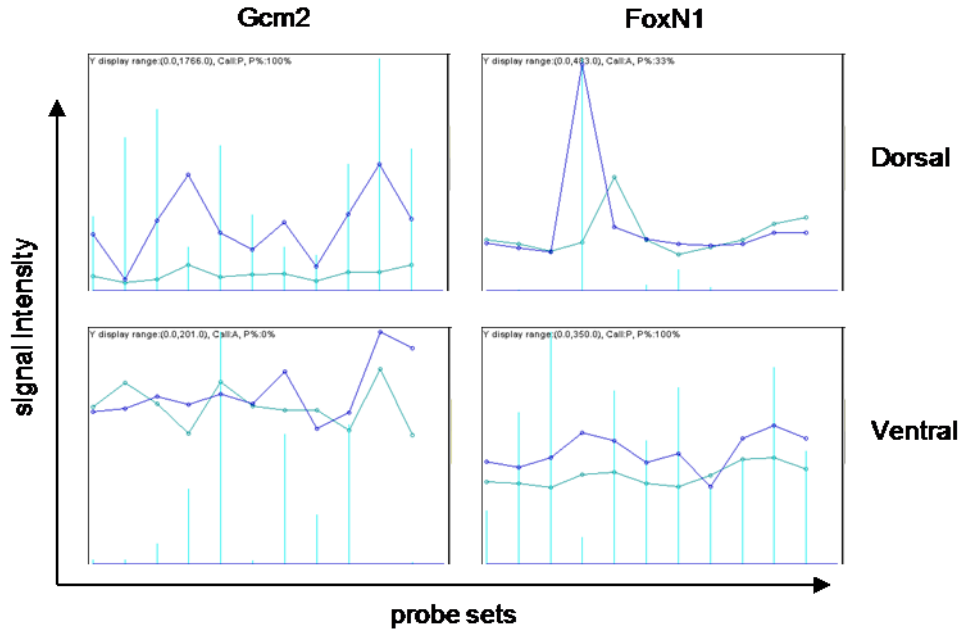 Gcm2
FoxN1
Y display range:(0.0,1766.0), Call:P, P%:100%
Y display range:(0.0,483.0), Call:A, P%:33%
Dorsal
signal Intensity
Y display range:(0.0,201.0), Call:A, P%:0%
Y display range:(0.0,350.0), Call:P, P%:100%
Ventral
probe sets